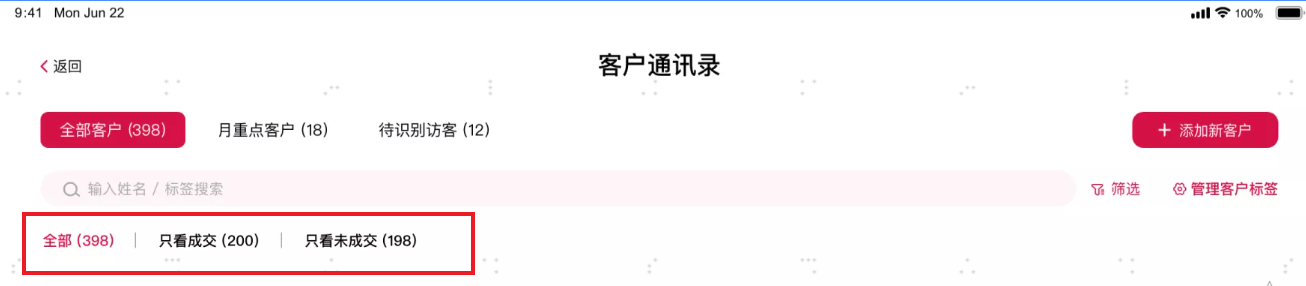 9:41 Mon Jun 22 100%
返回 客户通讯录
全部客户 (398) 月重点客户 (18) 待识别访客 (12) + 添加新客户
输入姓名 / 标签搜索 筛选 管理客户标签
全部 (398) 只看成交 (200) 只看未成交 (198)